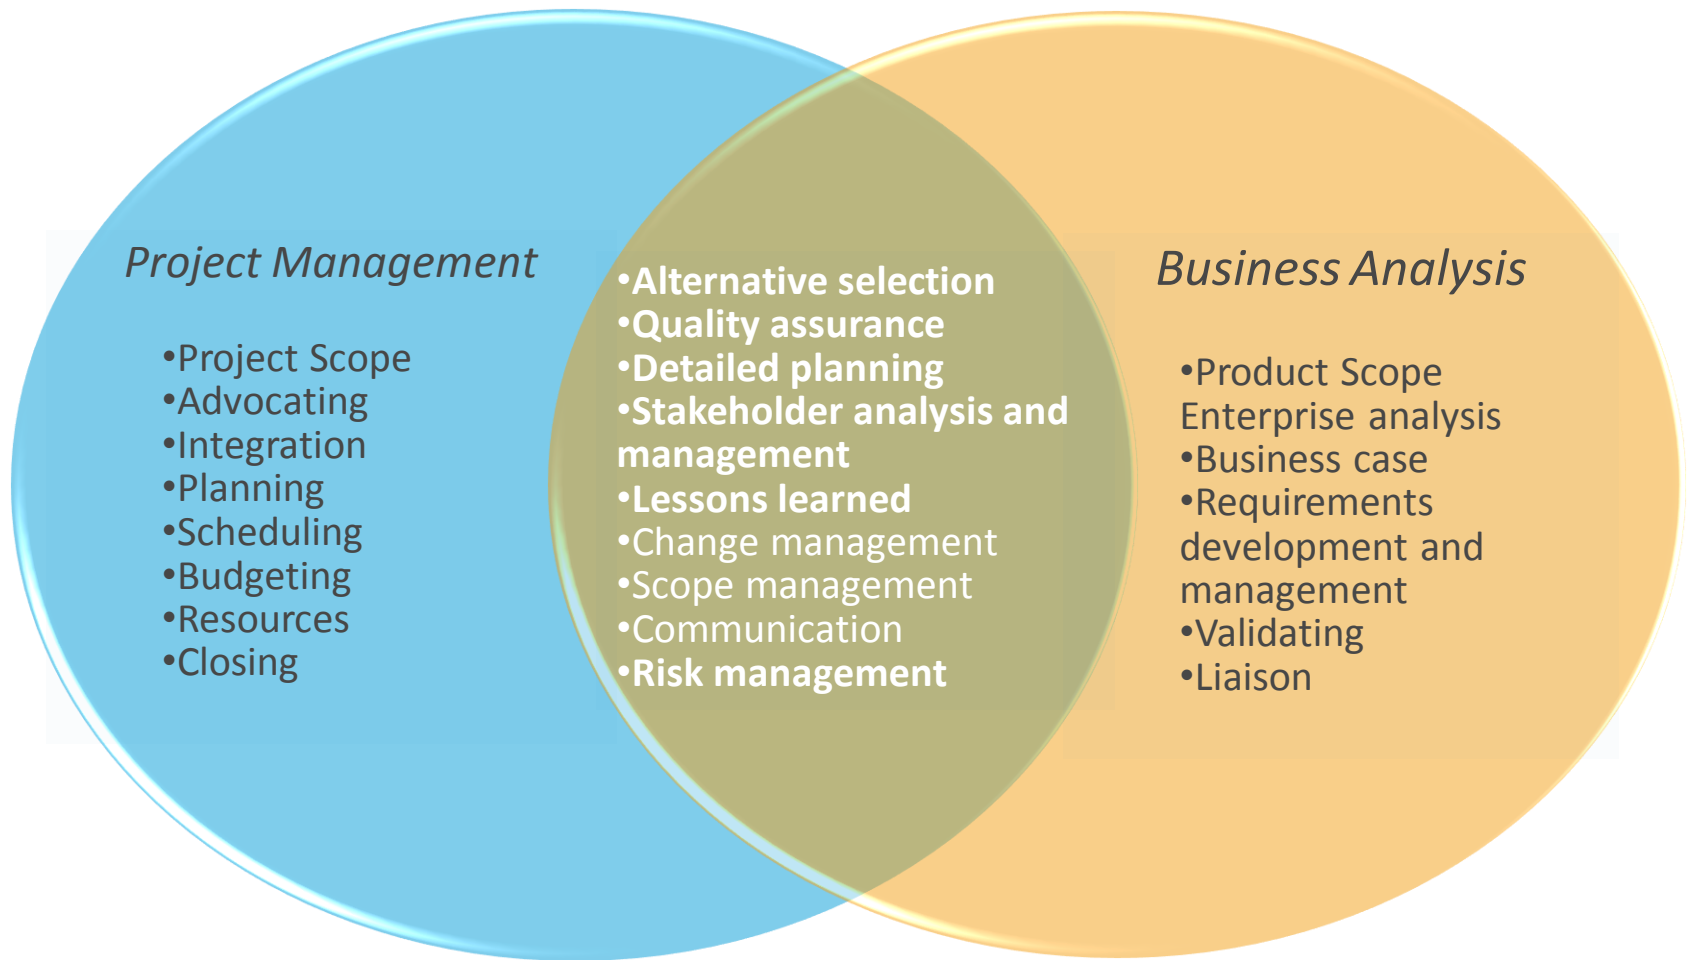 Project Management
•Project Scope
•Advocating
•Integration
•Planning
•Scheduling
•Budgeting
•Resources
•Closing
•Alternative selection
•Quality assurance
•Detailed planning
•Stakeholder analysis and
management
•Lessons learned
•Change management
•Scope management
•Communication
•Risk management
Business Analysis
•Product Scope
Enterprise analysis
•Business case
•Requirements
development and
management
•Validating
•Liaison